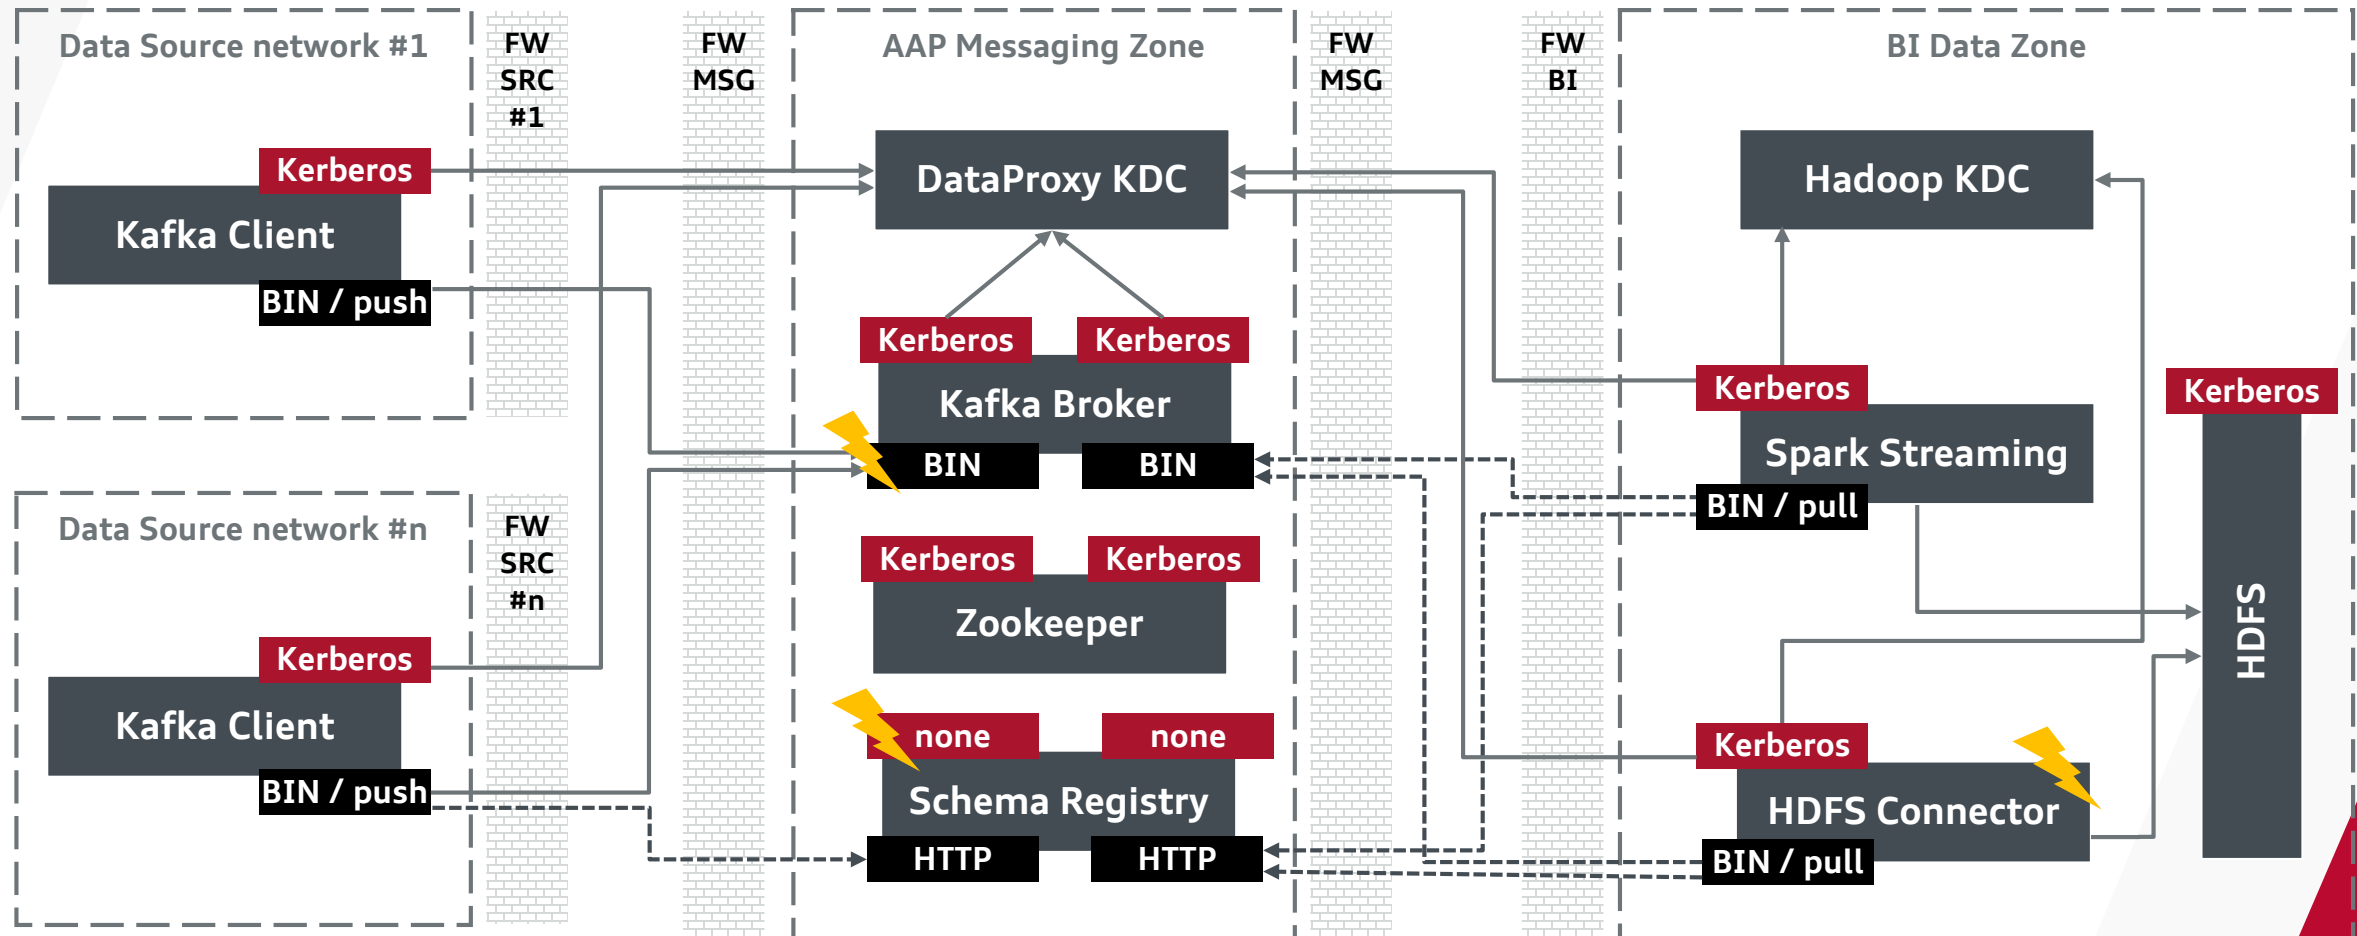 Data Source network #1
FW
SRC
#1
Kerberos
Kafka Client
BIN / push
Data Source network #n
FW
SRC
#n
Kerberos
Kafka Client
BIN / push
FW
MSG
AAP Messaging Zone
DataProxy KDC
Kerberos
Kerberos
Kafka Broker
BIN
BIN
Kerberos
Kerberos
Zookeeper
none
none
Schema Registry
HTTP
HTTP
FW
MSG
FW
BI
BI Data Zone
Hadoop KDC
Kerberos
Spark Streaming
BIN / pull
Kerberos
HDFS
Kerberos
HDFS Connector
BIN / pull